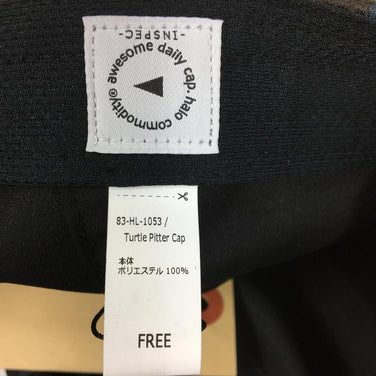 -INSPEC-
awesome daily cap. halo commodity®
83-HL-1053 /
Turtle Pitter Cap
本体
ポリエステル 100%
FREE